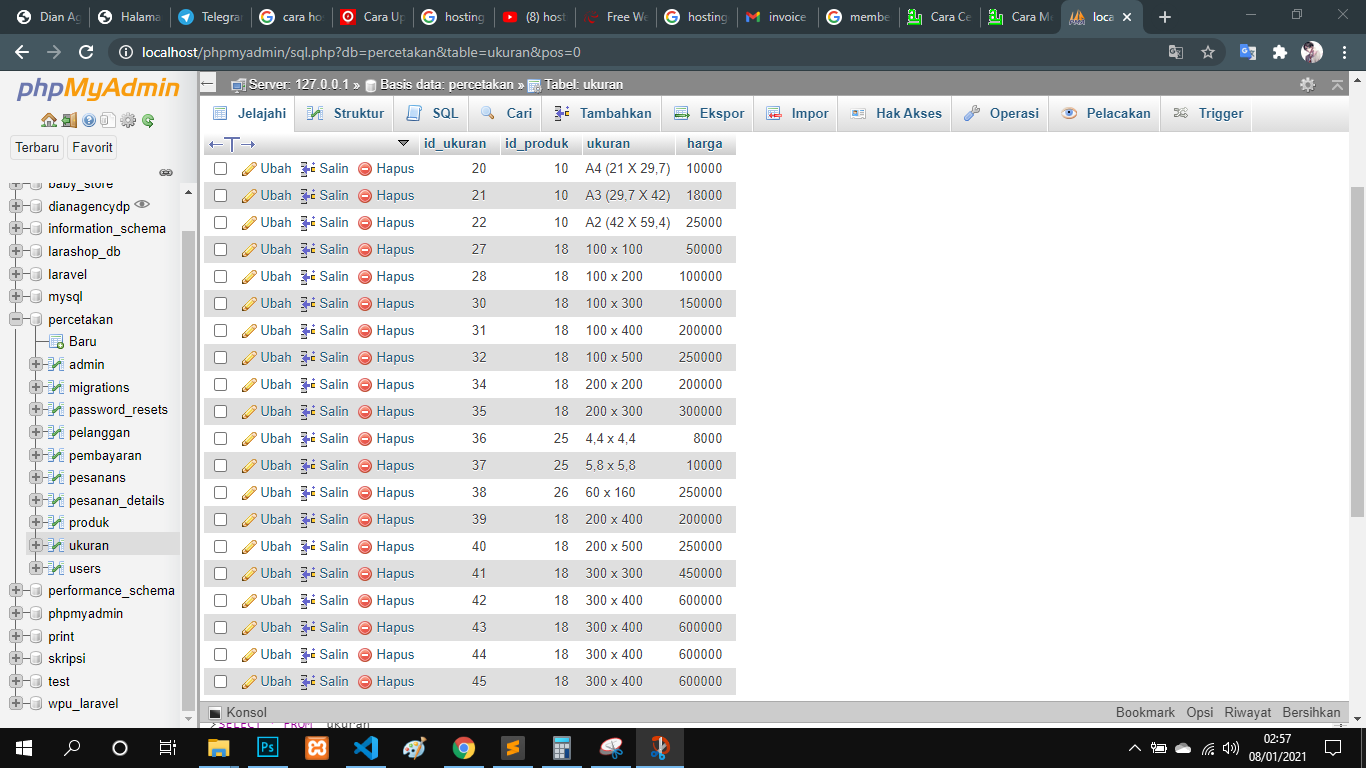 Dian Ag
Halama
Telegrar
cara ho
Cara Up
hosting
(8) host
Free We
hosting
invoice
membe
Cara Ce
Cara M
loca
localhost/phpmyadmin/sql.php?db=percetakan&table=ukuran&pos=0
phpMyAdmin
Terbaru Favorit
baby_store
dianagencydp
information_schema
larashop_db
laravel
mysql
percetakan
Baru
admin
migrations
password_resets
pelanggan
pembayaran
pesanans
pesanan_details
produk
ukuran
users
performance_schema
phpmyadmin
print
skripsi
test
wpu_laravel
Server: 127.0.0.1 » Basis data: percetakan » Tabel: ukuran
Jelajahi Struktur SQL Cari Tambahkan Ekspor Impor Hak Akses Operasi Pelacakan Trigger
id_ukuran id_produk ukuran harga
Ubah Salin Hapus 20 10 A4 (21 X 29,7) 10000
Ubah Salin Hapus 21 10 A3 (29,7 X 42) 18000
Ubah Salin Hapus 22 10 A2 (42 X 59,4) 25000
Ubah Salin Hapus 27 18 100 x 100 50000
Ubah Salin Hapus 28 18 100 x 200 100000
Ubah Salin Hapus 30 18 100 x 300 150000
Ubah Salin Hapus 31 18 100 x 400 200000
Ubah Salin Hapus 32 18 100 x 500 250000
Ubah Salin Hapus 34 18 200 x 200 200000
Ubah Salin Hapus 35 18 200 x 300 300000
Ubah Salin Hapus 36 25 4,4 x 4,4 8000
Ubah Salin Hapus 37 25 5,8 x 5,8 10000
Ubah Salin Hapus 38 26 60 x 160 250000
Ubah Salin Hapus 39 18 200 x 400 200000
Ubah Salin Hapus 40 18 200 x 500 250000
Ubah Salin Hapus 41 18 300 x 300 450000
Ubah Salin Hapus 42 18 300 x 400 600000
Ubah Salin Hapus 43 18 300 x 400 600000
Ubah Salin Hapus 44 18 300 x 400 600000
Ubah Salin Hapus 45 18 300 x 400 600000
Konsol Bookmark Opsi Riwayat Bersihkan
>SELECT * FROM `ukuran`
02:57
08/01/2021